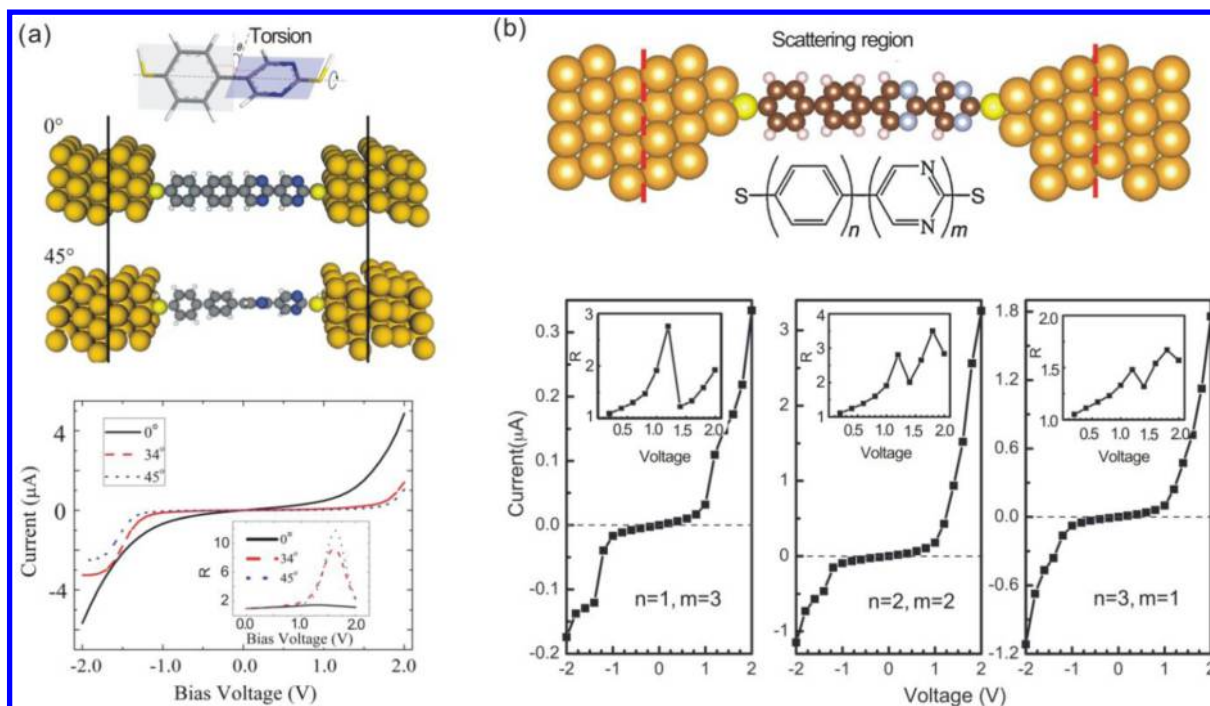 (a)
Torsion
θ
0°
45°
4
2
0
-4
Current (μA)
0°
34°
45°
10
6
2
R
0°
34°
45°
0.0
1.0
2.0
Bias Voltage (V)
-2.0
-1.0
0.0
1.0
2.0
Bias Voltage (V)
(b)
Scattering region
S
n
N
N
m
S
Current(μA)
0.3
0.2
0.1
0.0
-0.1
-0.2
3
2
1
R
0.5
1.0
1.5
2.0
Voltage
n=1, m=3
-2
-1
0
1
2
3
2
1
0
-1
4
3
2
1
R
0.5
1.0
1.5
2.0
Voltage
n=2, m=2
-2
-1
0
1
2
1.8
1.2
0.6
0.0
-0.6
-1.2
2.0
1.5
1.0
R
0.5
1.0
1.5
2.0
Voltage
n=3, m=1
-2
-1
0
1
2
Voltage (V)